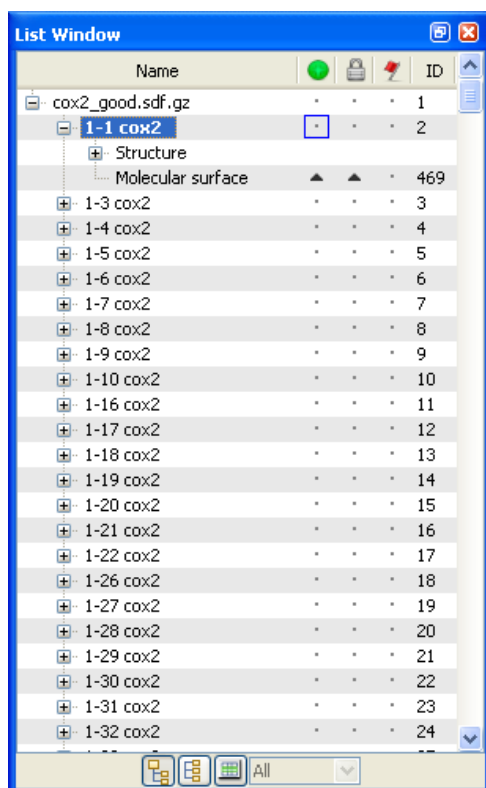 List Window
Name ID
cox2_good.sdf.gz 1
1-1 cox2 2
Structure
Molecular surface 469
1-3 cox2 3
1-4 cox2 4
1-5 cox2 5
1-6 cox2 6
1-7 cox2 7
1-8 cox2 8
1-9 cox2 9
1-10 cox2 10
1-16 cox2 11
1-17 cox2 12
1-18 cox2 13
1-19 cox2 14
1-20 cox2 15
1-21 cox2 16
1-22 cox2 17
1-26 cox2 18
1-27 cox2 19
1-28 cox2 20
1-29 cox2 21
1-30 cox2 22
1-31 cox2 23
1-32 cox2 24
All